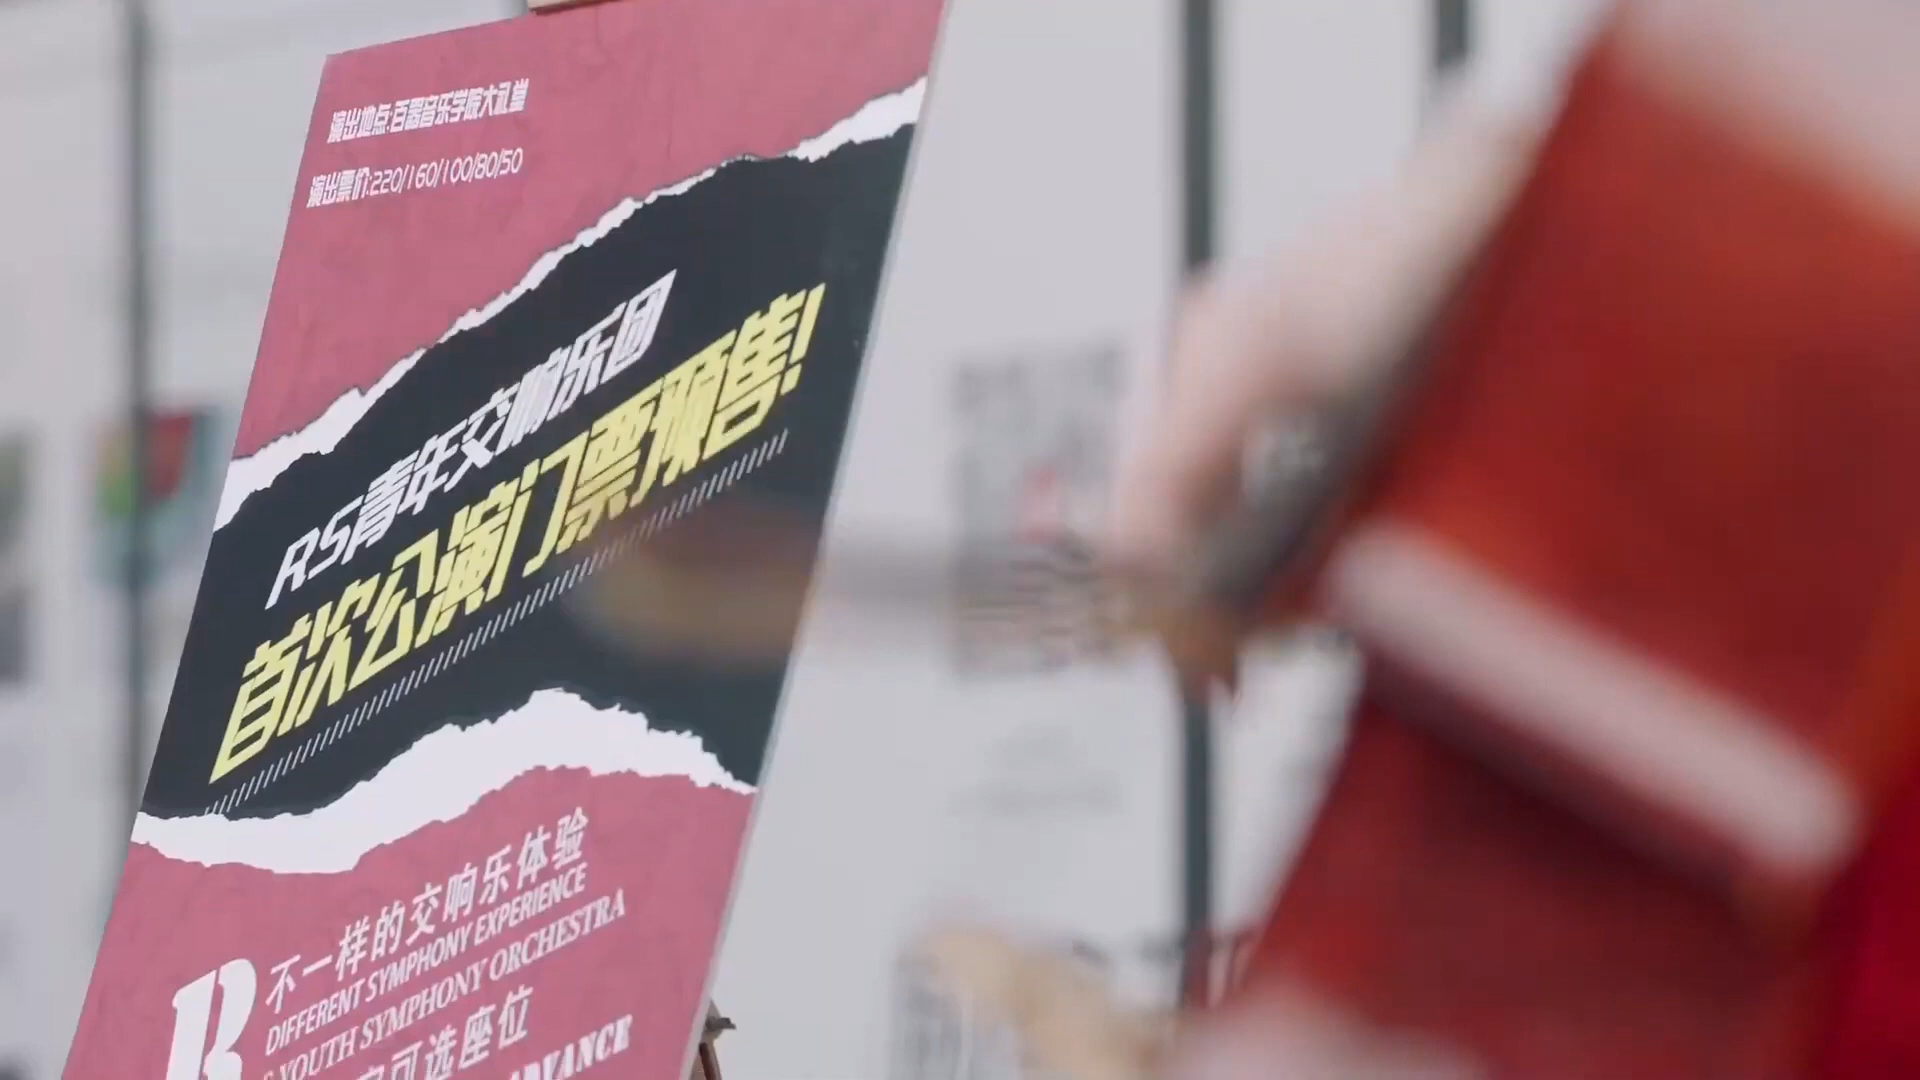 演出地点:百器音乐学院大礼堂
演出票价:220/160/100/80/50
RS青年交响乐团
首次公演门票预售!
不一样的交响乐体验
DIFFERENT SYMPHONY EXPERIENCE
YOUTH SYMPHONY ORCHESTRA
可选座位
ADVANCE